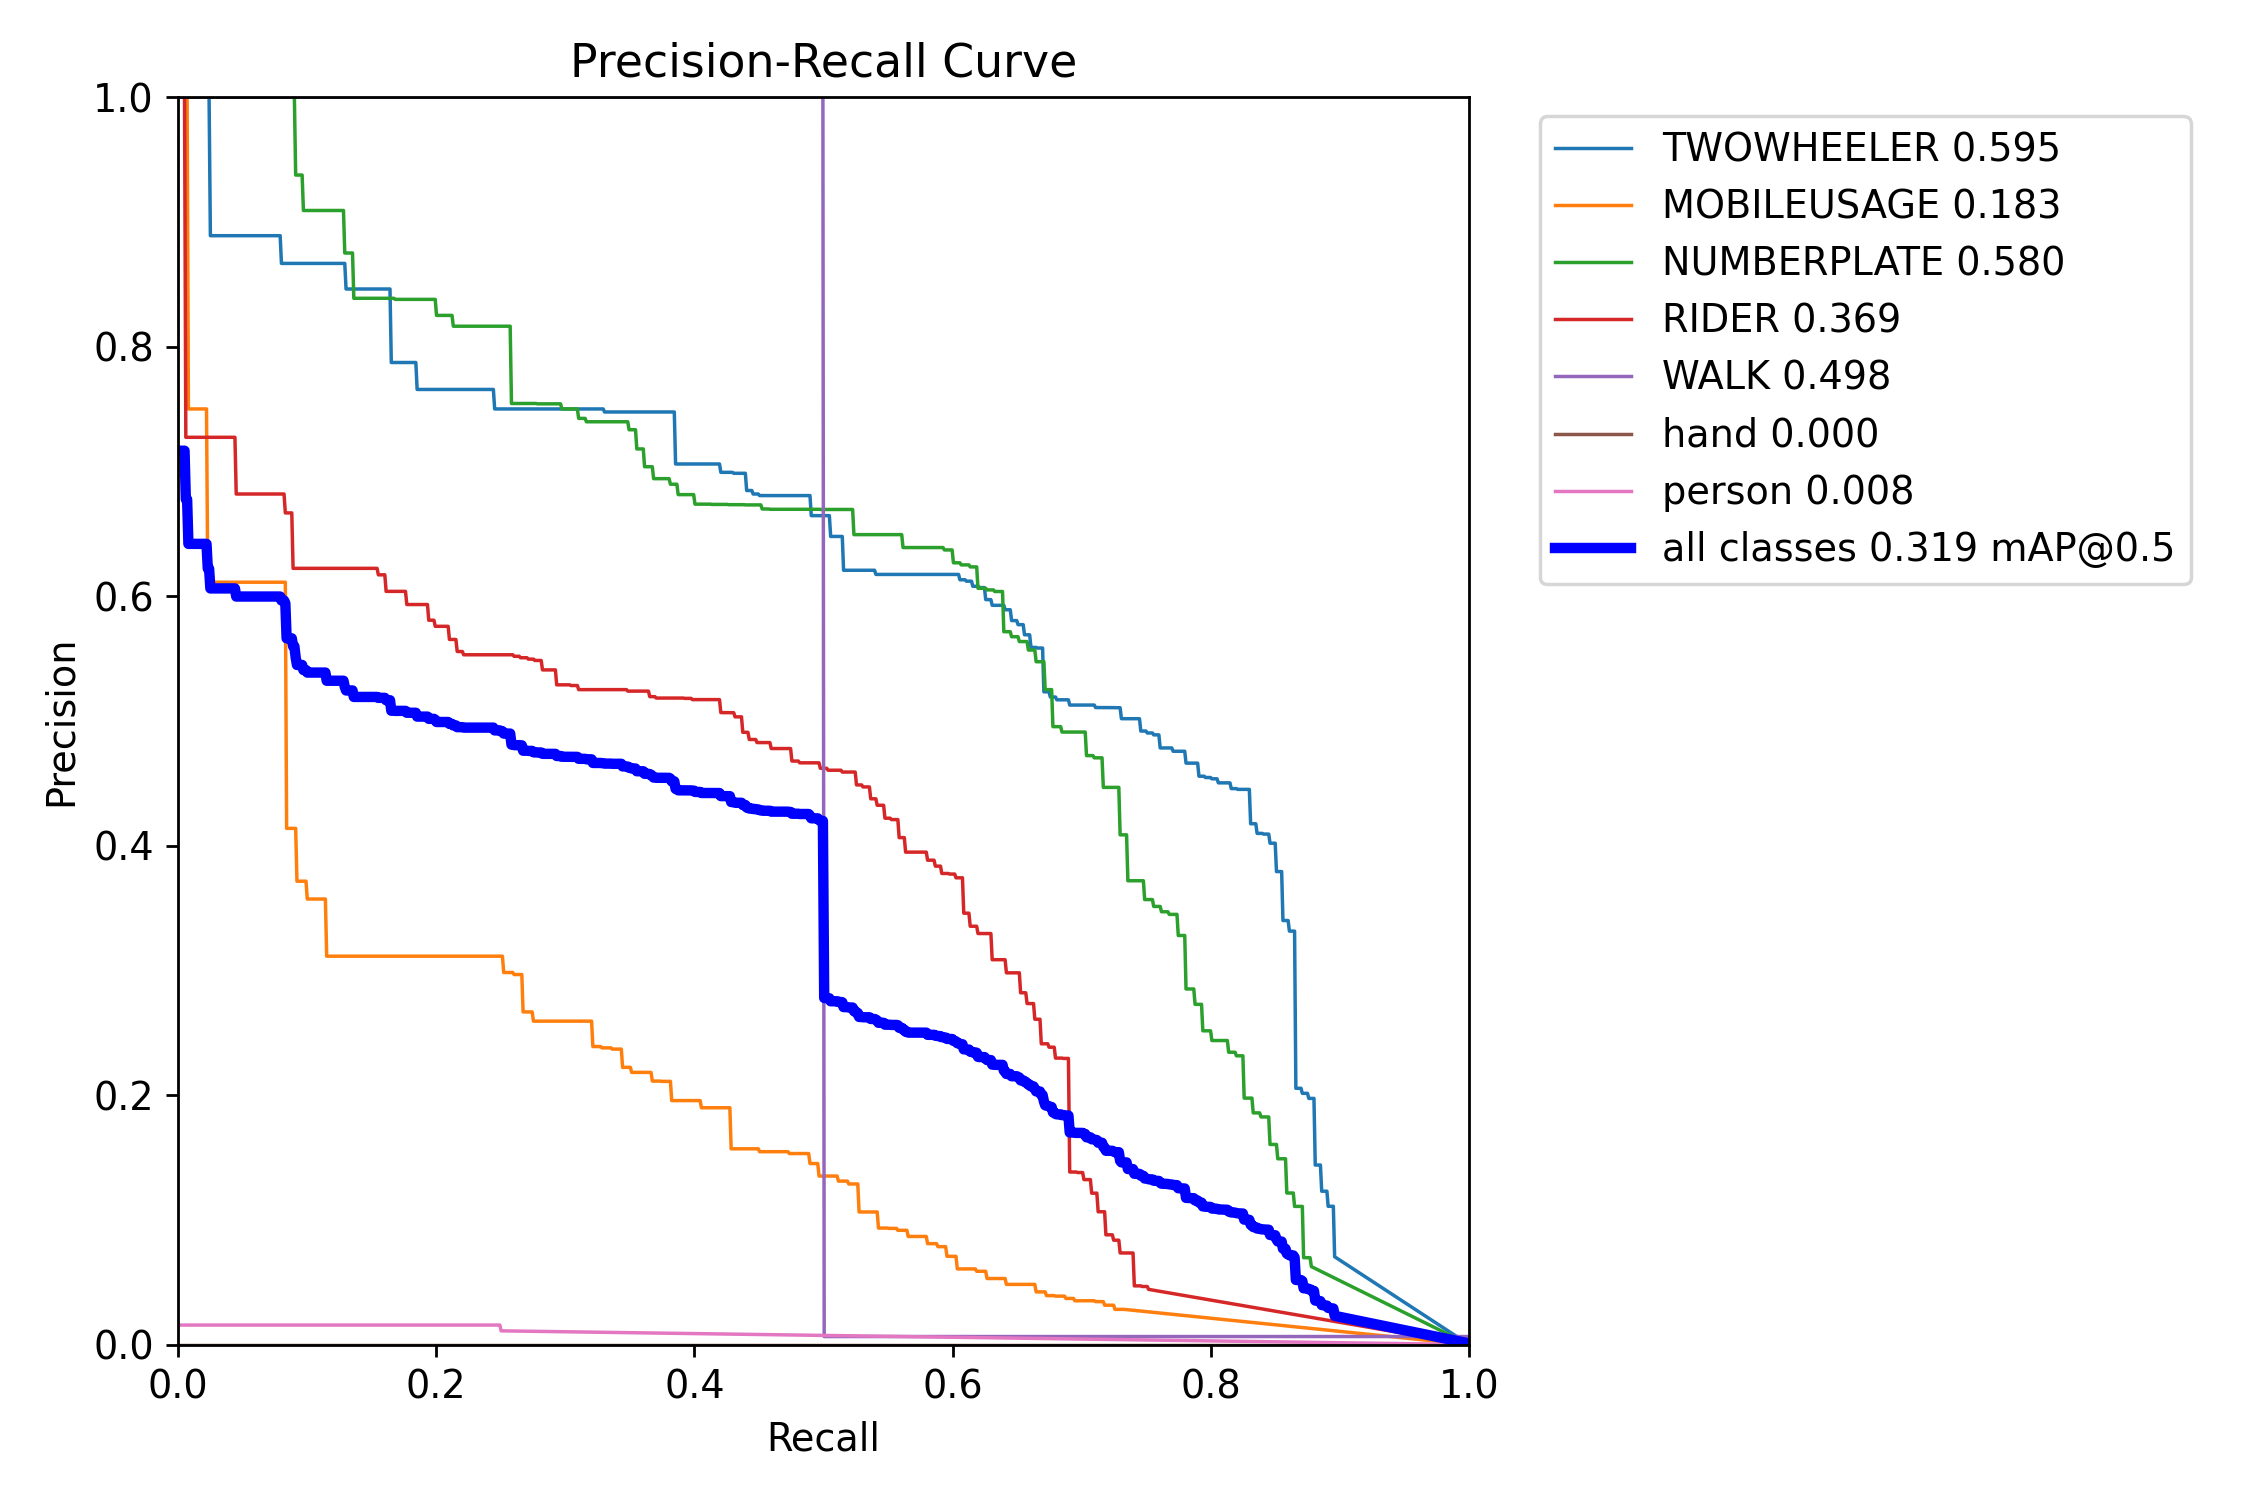 Precision-Recall Curve
1.0
0.8
0.6
0.4
0.2
0.0
Precision
0.0 0.2 0.4 0.6 0.8 1.0
Recall
TWOWHEELER 0.595
MOBILEUSAGE 0.183
NUMBERPLATE 0.580
RIDER 0.369
WALK 0.498
hand 0.000
person 0.008
all classes 0.319 mAP@0.5